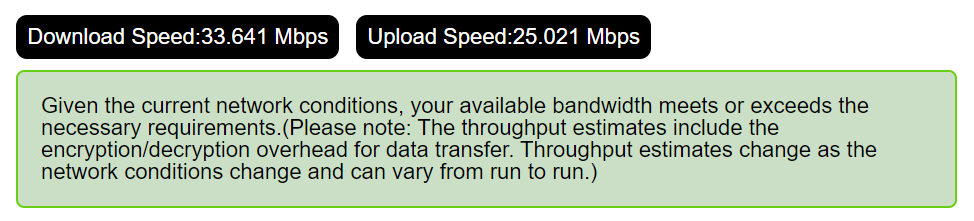 Download Speed:33.641 Mbps Upload Speed:25.021 Mbps
Given the current network conditions, your available bandwidth meets or exceeds the
necessary requirements.(Please note: The throughput estimates include the
encryption/decryption overhead for data transfer. Throughput estimates change as the
network conditions change and can vary from run to run.)